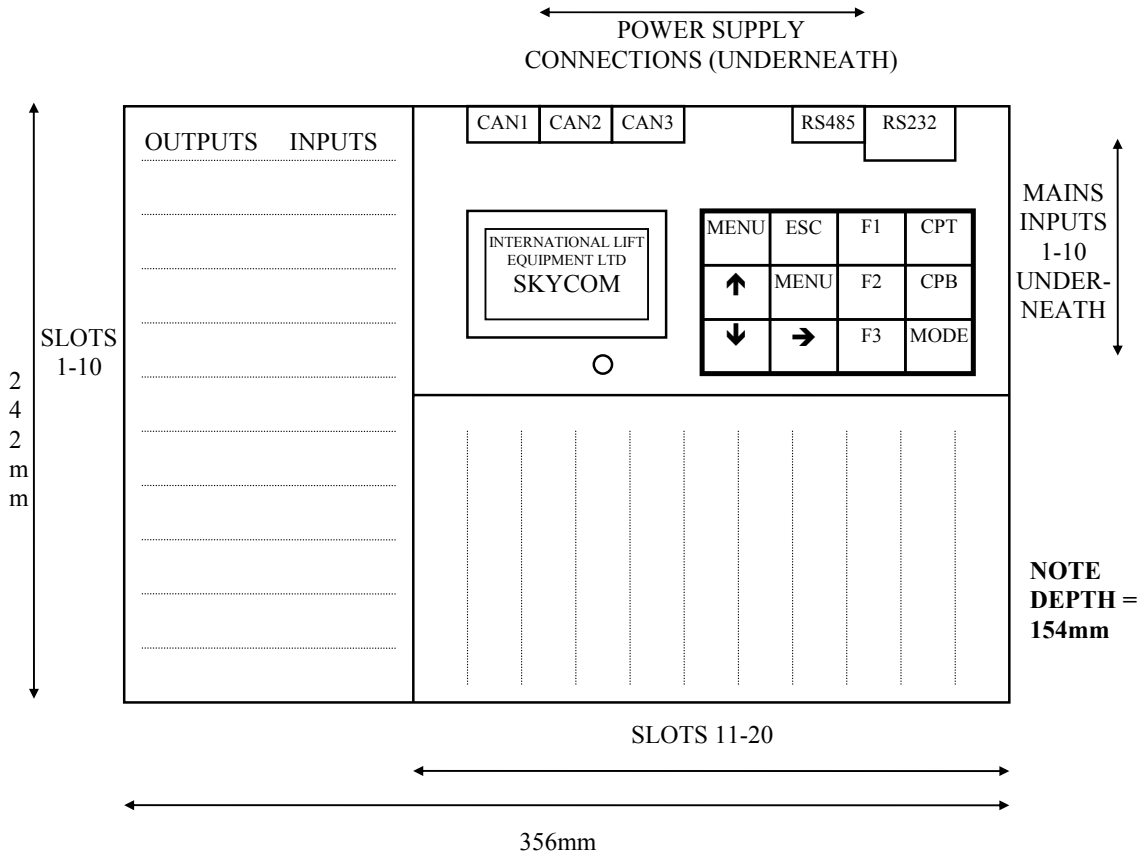 POWER SUPPLY
CONNECTIONS (UNDERNEATH)
CAN1 CAN2 CAN3 RS485 RS232
OUTPUTS INPUTS
MAINS
INPUTS
1-10
UNDER-
NEATH
INTERNATIONAL LIFT
EQUIPMENT LTD
SKYCOM
MENU ESC F1 CPT
↑ MENU F2 CPB
↓ → F3 MODE
SLOTS
1-10
2
4
2
m
m
NOTE
DEPTH =
154mm
SLOTS 11-20
356mm